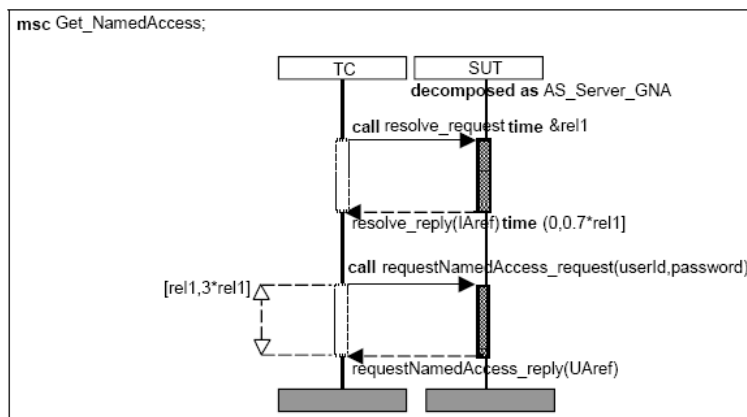 msc Get_NamedAccess;
TC
SUT
decomposed as AS_Server_GNA
call resolve_request time &rel1
resolve_reply(IAref) time (0,0.7*rel1]
call requestNamedAccess_request(userId,password)
[rel1,3*rel1]
requestNamedAccess_reply(UAref)